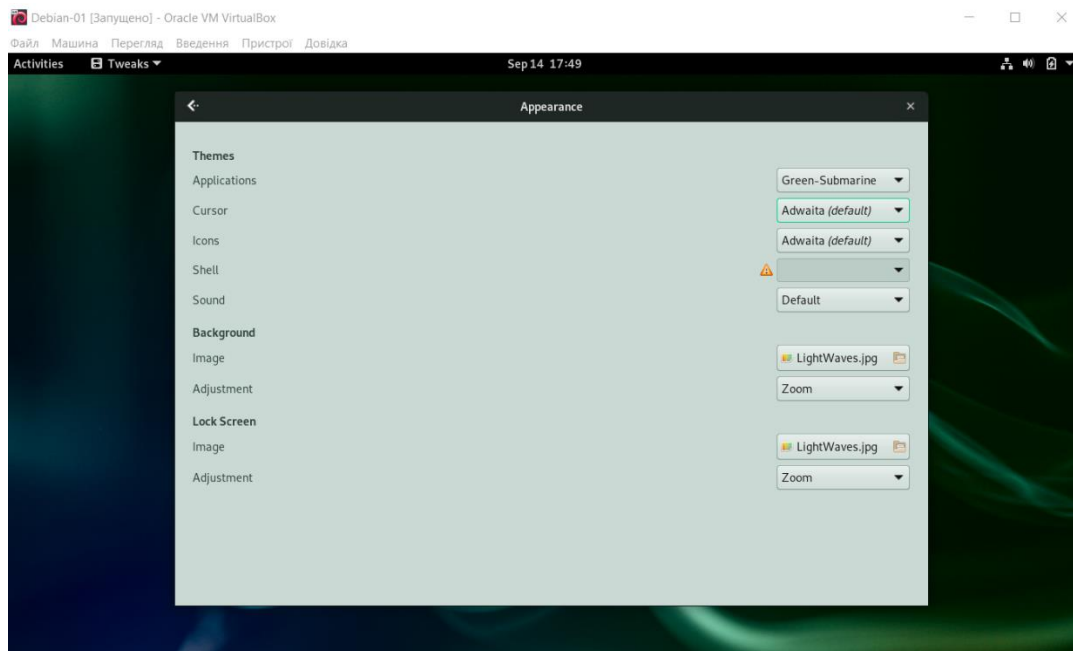 Debian-01 [Запущено] - Oracle VM VirtualBox
Файл Машина Перегляд Введення Пристрої Довідка
Activities Tweaks Sep 14 17:49
Appearance
Themes
Applications Green-Submarine
Cursor Adwaita (default)
Icons Adwaita (default)
Shell
Sound Default
Background
Image LightWaves.jpg
Adjustment Zoom
Lock Screen
Image LightWaves.jpg
Adjustment Zoom